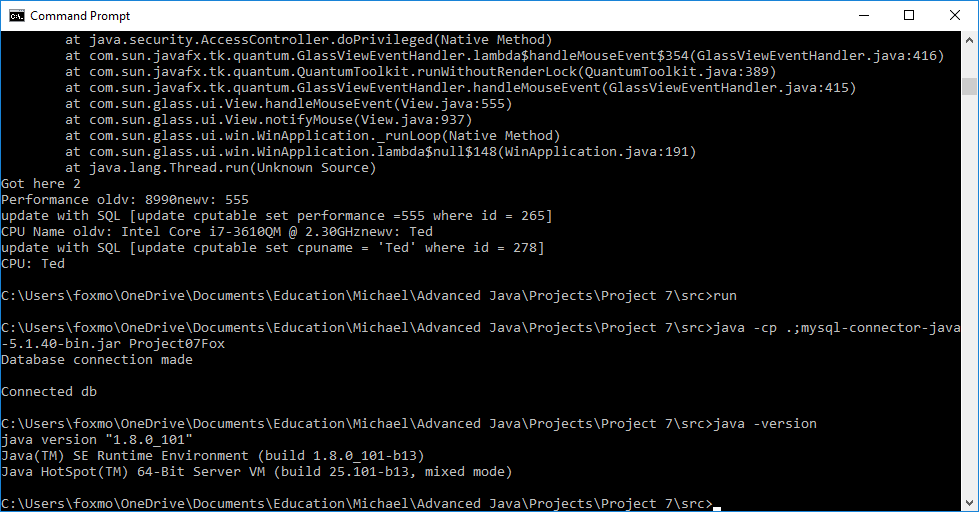 Command Prompt
at java.security.AccessController.doPrivileged(Native Method)
at com.sun.javafx.tk.quantum.GlassViewEventHandler.lambda$handleMouseEvent$354(GlassViewEventHandler.java:416)
at com.sun.javafx.tk.quantum.QuantumToolkit.runWithoutRenderLock(QuantumToolkit.java:389)
at com.sun.javafx.tk.quantum.GlassViewEventHandler.handleMouseEvent(GlassViewEventHandler.java:415)
at com.sun.glass.ui.View.handleMouseEvent(View.java:555)
at com.sun.glass.ui.View.notifyMouse(View.java:937)
at com.sun.glass.ui.win.WinApplication._runLoop(Native Method)
at com.sun.glass.ui.win.WinApplication.lambda$null$148(WinApplication.java:191)
at java.lang.Thread.run(Unknown Source)
Got here 2
Performance oldv: 8990newv: 555
update with SQL [update cputable set performance =555 where id = 265]
CPU Name oldv: Intel Core i7-3610QM @ 2.30GHznewv: Ted
update with SQL [update cputable set cpuname = 'Ted' where id = 278]
CPU: Ted
C:\Users\foxmo\OneDrive\Documents\Education\Michael\Advanced Java\Projects\Project 7\src>run
C:\Users\foxmo\OneDrive\Documents\Education\Michael\Advanced Java\Projects\Project 7\src>java -cp .;mysql-connector-java
-5.1.40-bin.jar Project07Fox
Database connection made
Connected db
C:\Users\foxmo\OneDrive\Documents\Education\Michael\Advanced Java\Projects\Project 7\src>java -version
java version "1.8.0_101"
Java(TM) SE Runtime Environment (build 1.8.0_101-b13)
Java HotSpot(TM) 64-Bit Server VM (build 25.101-b13, mixed mode)
C:\Users\foxmo\OneDrive\Documents\Education\Michael\Advanced Java\Projects\Project 7\src>